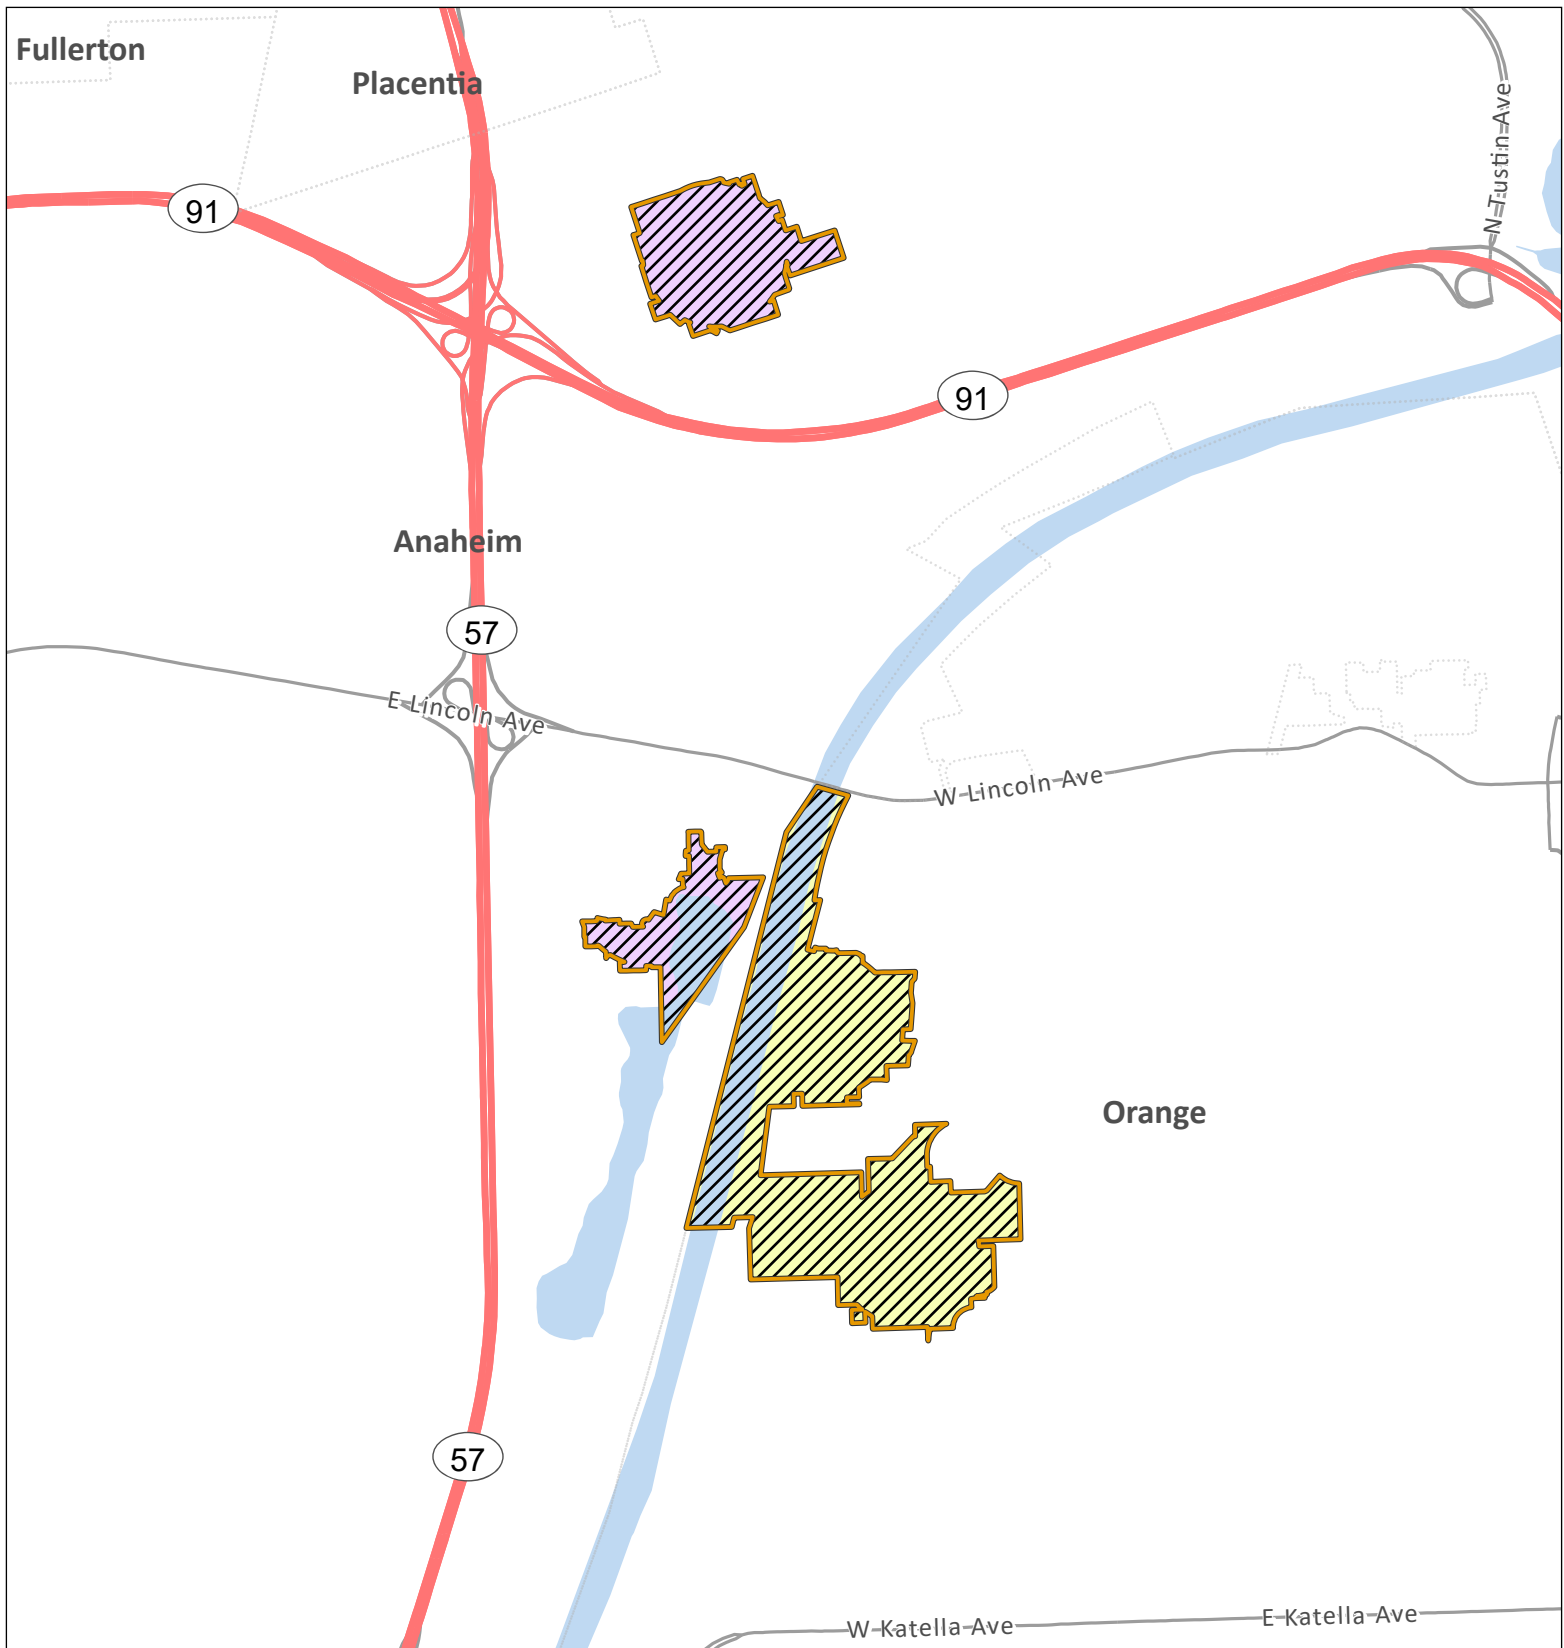 Fullerton
Placentia
N Tustin Ave
91
91
Anaheim
57
E Lincoln Ave
W Lincoln Ave
Orange
57
W Katella Ave
E Katella Ave